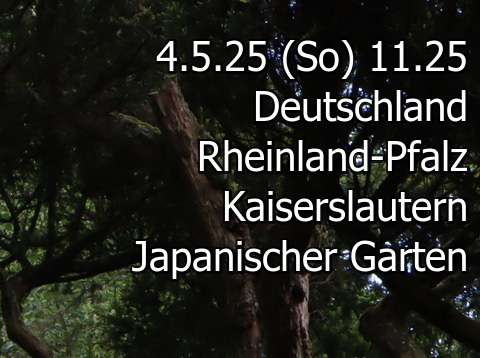 4.5.25 (So) 11.25
Deutschland
Rheinland-Pfalz
Kaiserslautern
Japanischer Garten